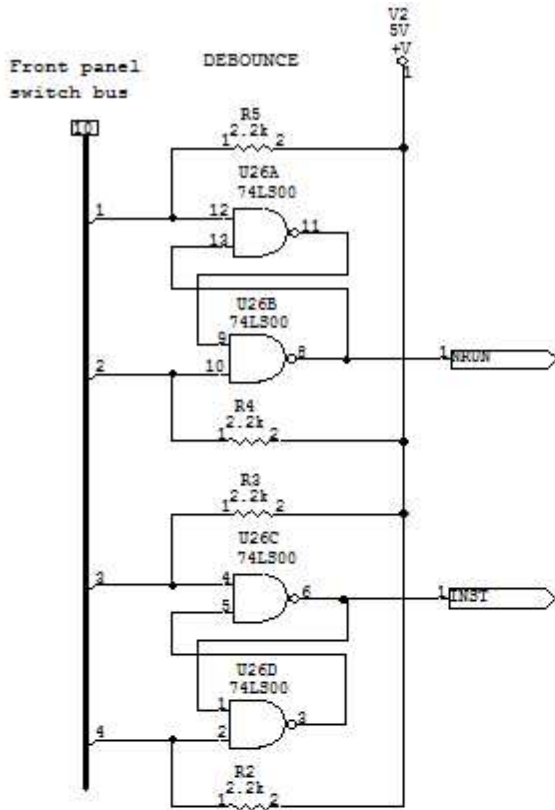 V2
5V
+V
1
DEBOUNCE
Front panel
switch bus
10
R5
2.2k
1 2
U26A
74LS00
1
12
11
13
U26B
74LS00
9
8
1 NRUN
2
10
R4
2.2k
1 2
R3
2.2k
1 2
U26C
74LS00
3
4
6
1 INST
5
U26D
74LS00
1
3
4
2
R2
2.2k
1 2